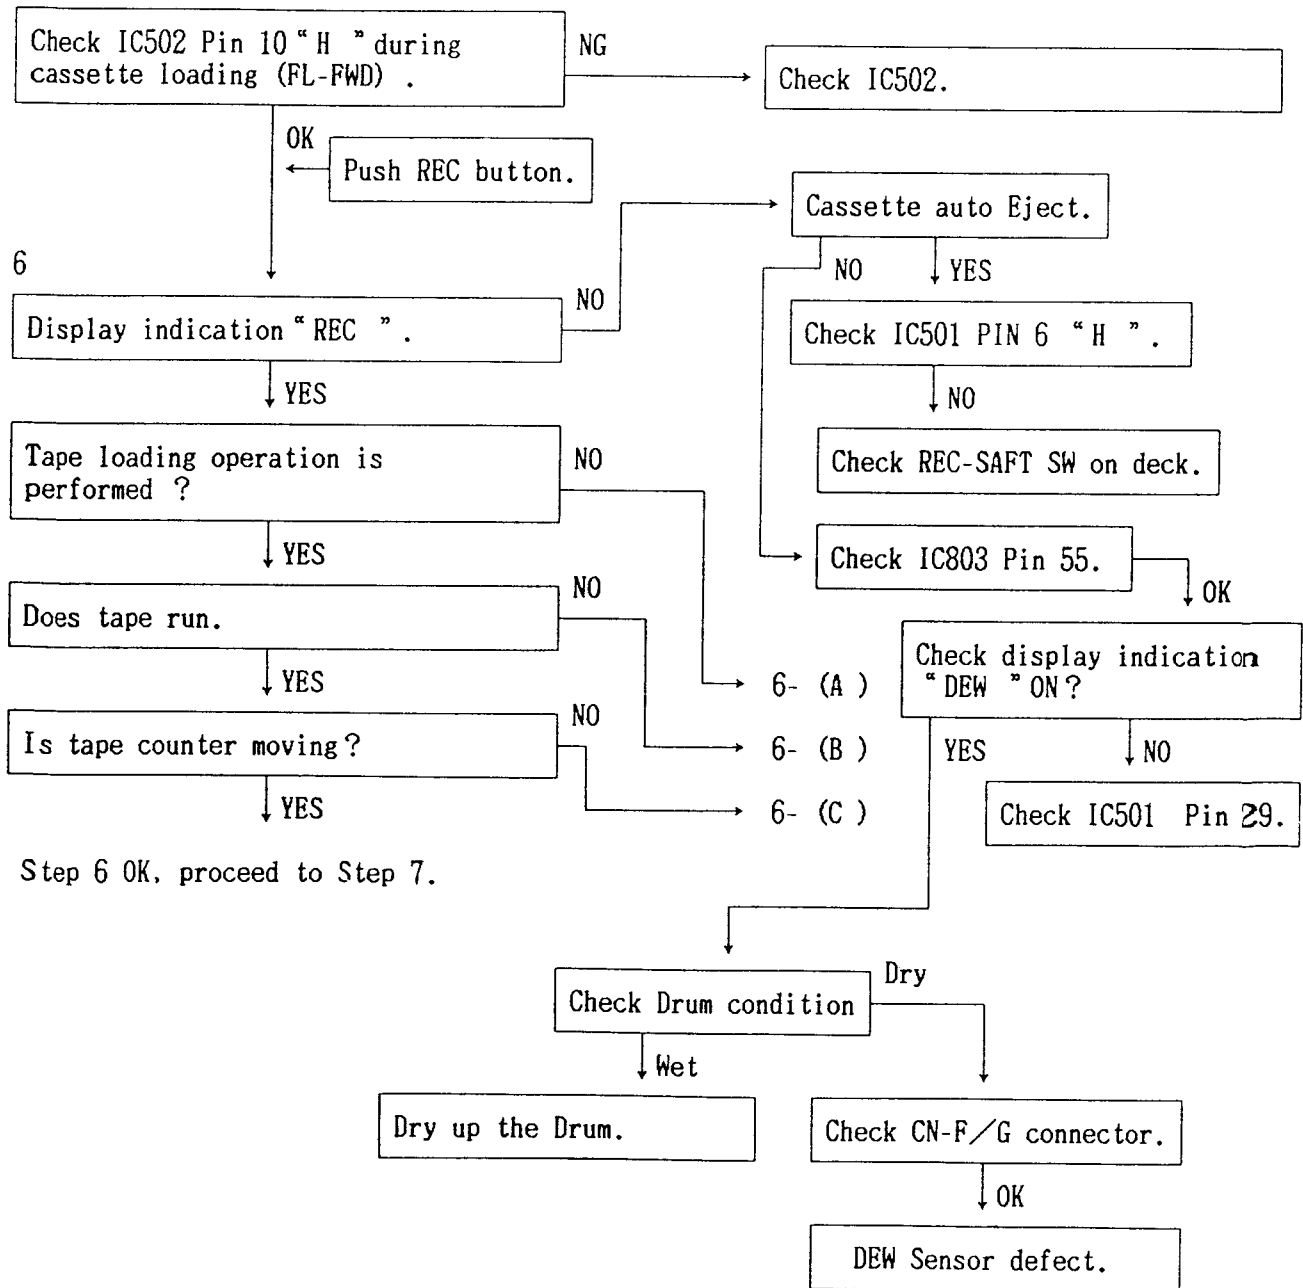 Check IC502 Pin 10 “ H ” during
cassette loading (FL-FWD) .
NG
Check IC502.
OK
Push REC button.
Cassette auto Eject.
6
NO
YES
Display indication “ REC ” .
NO
Check IC501 PIN 6 “ H ” .
YES
NO
Tape loading operation is
performed ?
NO
Check REC-SAFT SW on deck.
YES
Check IC803 Pin 55.
OK
Does tape run.
NO
Check display indication
“ DEW ” ON?
YES
6- (A )
Is tape counter moving?
NO
6- (B )
YES
NO
YES
6- (C )
Check IC501 Pin 29.
Step 6 OK, proceed to Step 7.
Check Drum condition
Dry
Wet
Dry up the Drum.
Check CN-F/G connector.
OK
DEW Sensor defect.